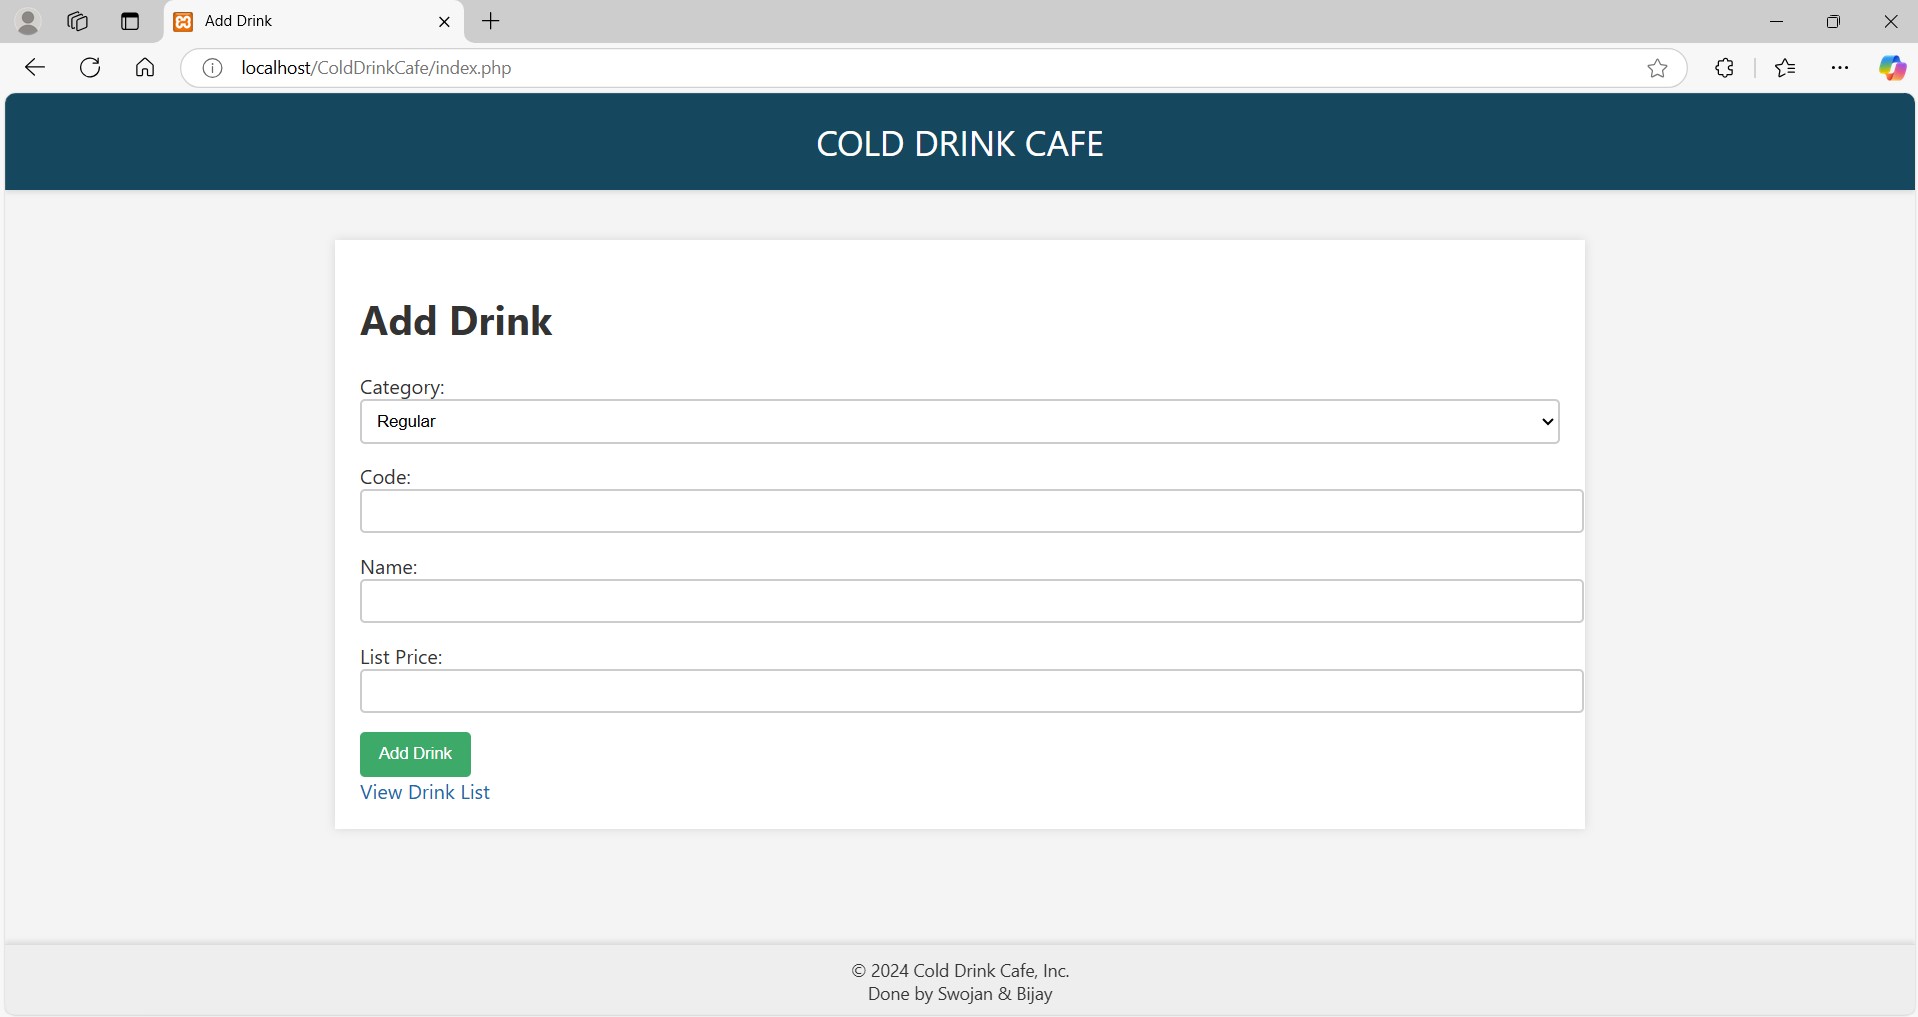 Add Drink
localhost/ColdDrinkCafe/index.php
COLD DRINK CAFE
Add Drink
Category:
Regular
Code:
Name:
List Price:
Add Drink
View Drink List
© 2024 Cold Drink Cafe, Inc.
Done by Swojan & Bijay